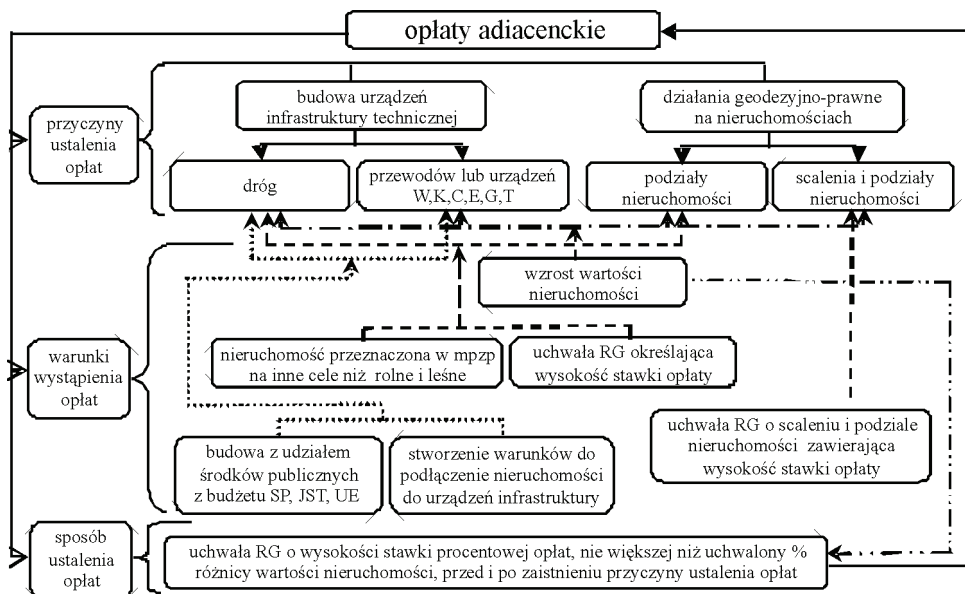 opłaty adiacenckie
przyczyny
ustalenia
opłat
budowa urządzeń
infrastruktury technicznej
działania geodezyjno-prawne
na nieruchomościach
dróg
przewodów lub urządzeń
W,K,C,E,G,T
podziały
nieruchomości
scalenia i podziały
nieruchomości
warunki
wystąpienia
opłat
wzrost wartości
nieruchomości
nieruchomość przeznaczona w mpzp
na inne cele niż rolne i leśne
uchwała RG określająca
wysokość stawki opłaty
uchwała RG o scaleniu i podziale
nieruchomości zawierająca
wysokość stawki opłaty
budowa z udziałem
środków publicznych
z budżetu SP, JST, UE
stworzenie warunków do
podłączenie nieruchomości
do urządzeń infrastruktury
sposób
ustalenia
opłat
uchwała RG o wysokości stawki procentowej opłat, nie większej niż uchwalony %
różnicy wartości nieruchomości, przed i po zaistnieniu przyczyny ustalenia opłat